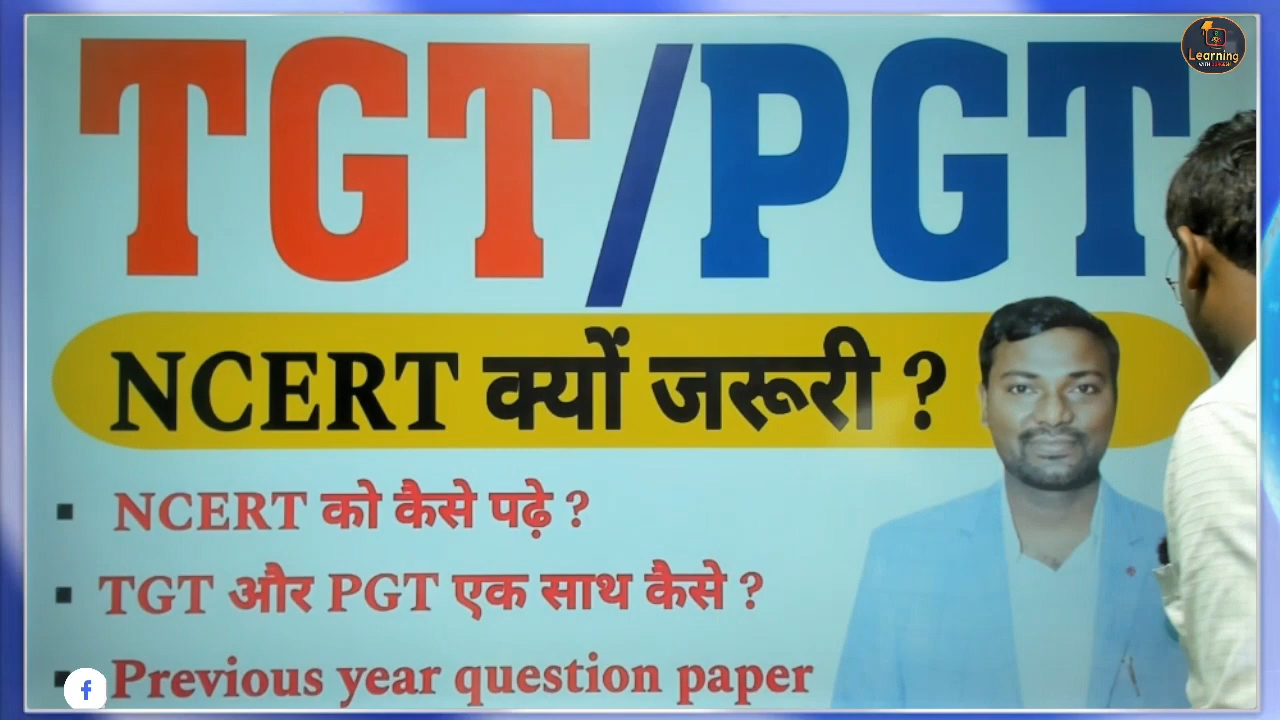 TGT/PGT
Learning
NCERT क्यों जरूरी ?
NCERT को कैसे पढ़े ?
TGT और PGT एक साथ कैसे ?
Previous year question paper